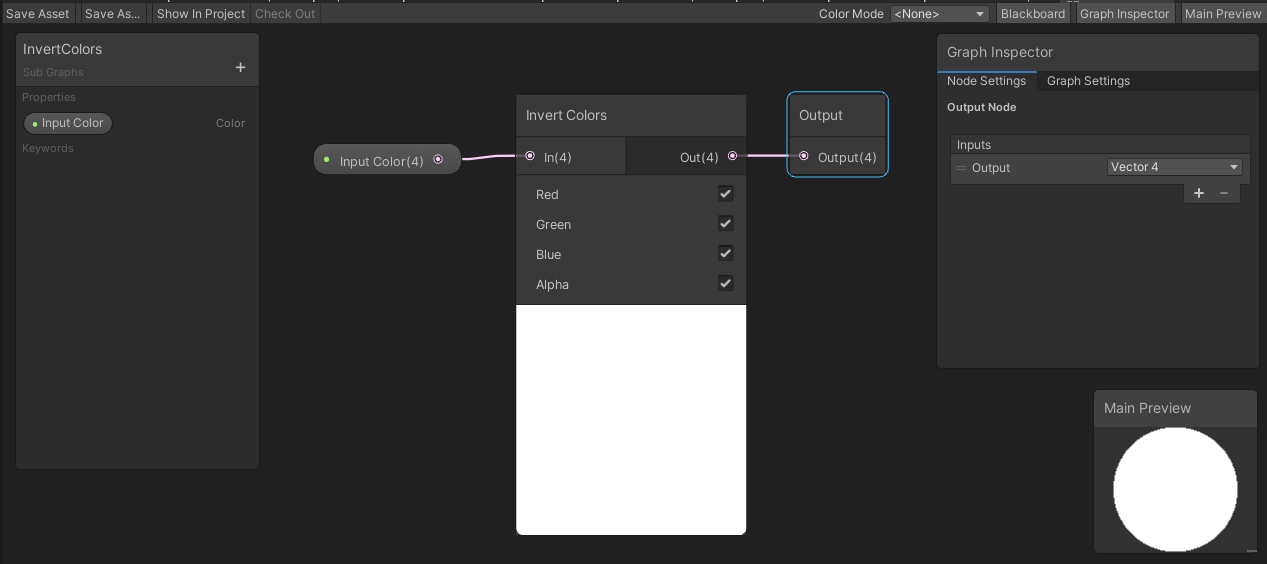 Save Asset Save As... Show In Project Check Out Color Mode <None> Blackboard Graph Inspector Main Preview
InvertColors
Sub Graphs
+
Properties
Input Color Color
Keywords
Input Color(4)
Invert Colors
In(4) Out(4)
Red
Green
Blue
Alpha
Output
Output(4)
Graph Inspector
Node Settings Graph Settings
Output Node
Inputs
= Output Vector 4
+ −
Main Preview